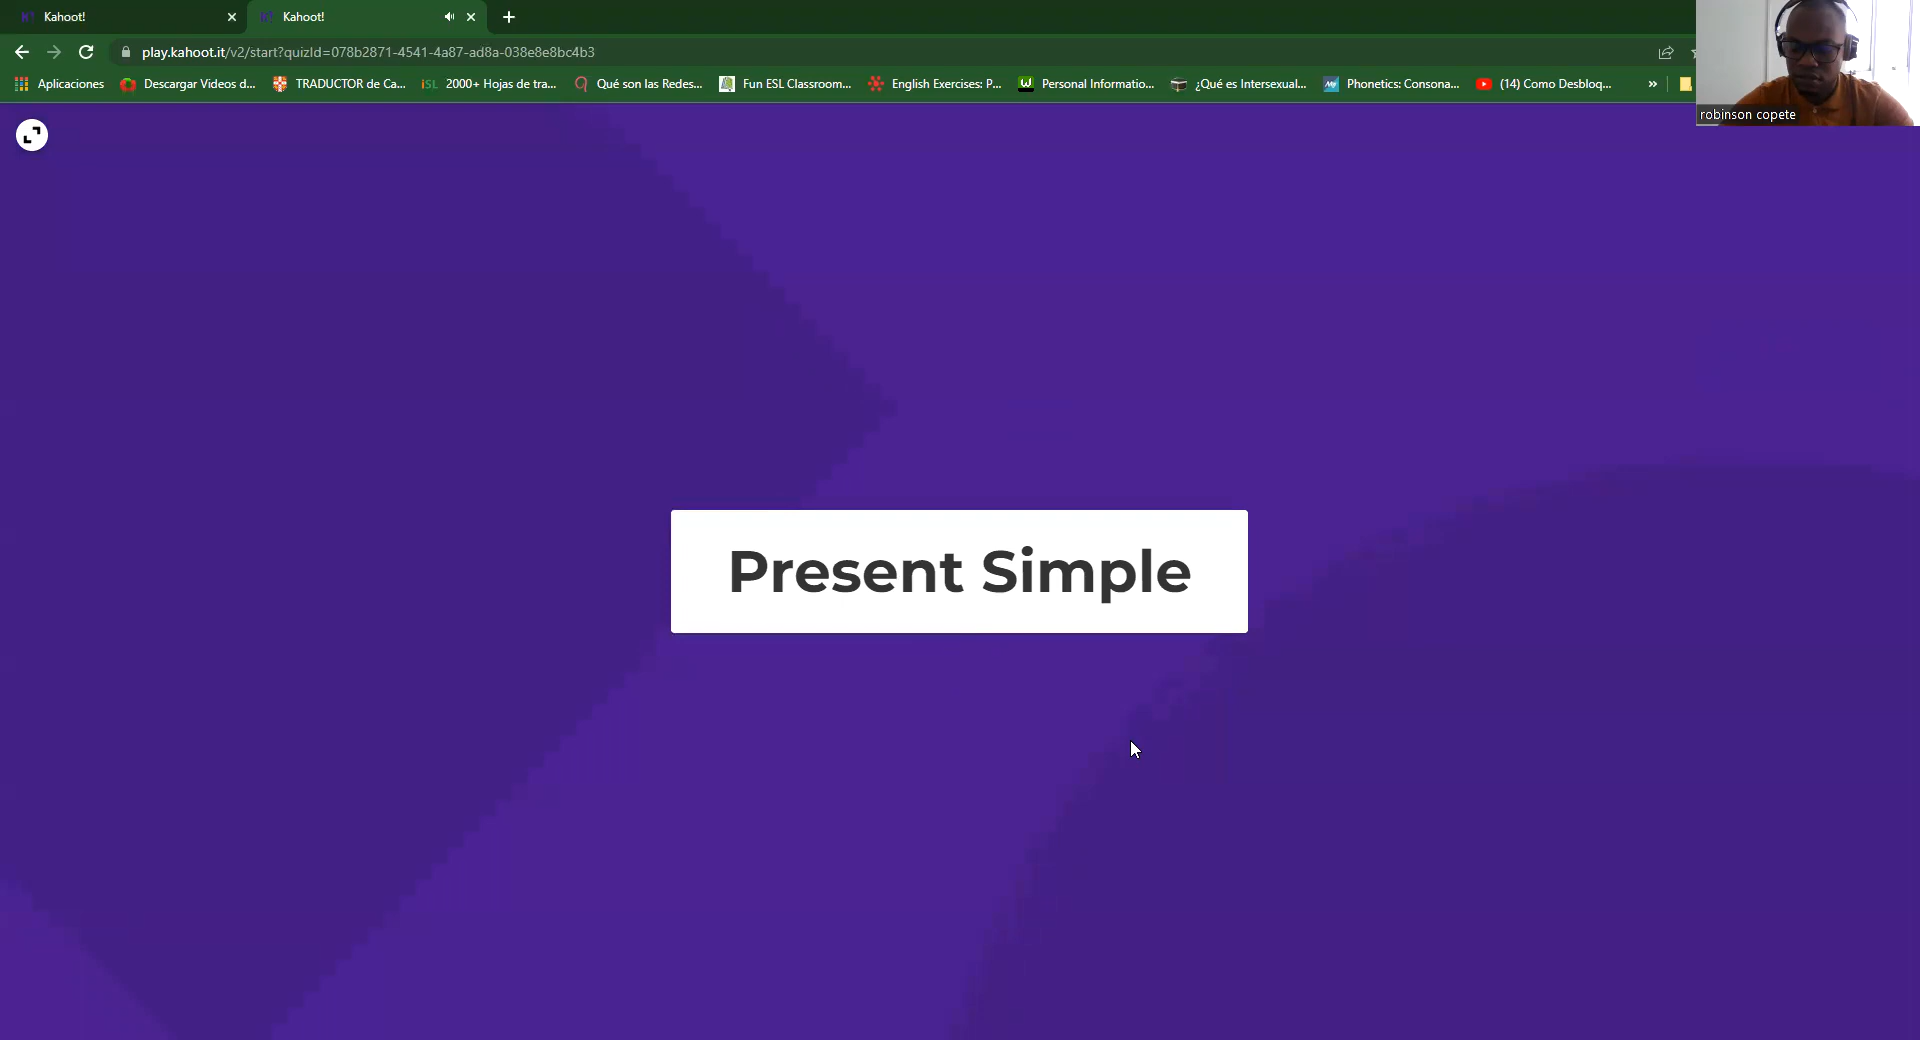 Kahoot!
Kahoot!
play.kahoot.it/v2/start?quizId=078b2871-4541-4a87-ad8a-038e8e8bc4b3
Aplicaciones
Descargar Videos d...
TRADUCTOR de Ca...
iSL
2000+ Hojas de tra...
Qué son las Redes...
Fun ESL Classroom...
English Exercises: P...
Personal Informatio...
¿Qué es Intersexual...
Phonetics: Consona...
(14) Como Desbloq...
»
robinson copete
Present Simple